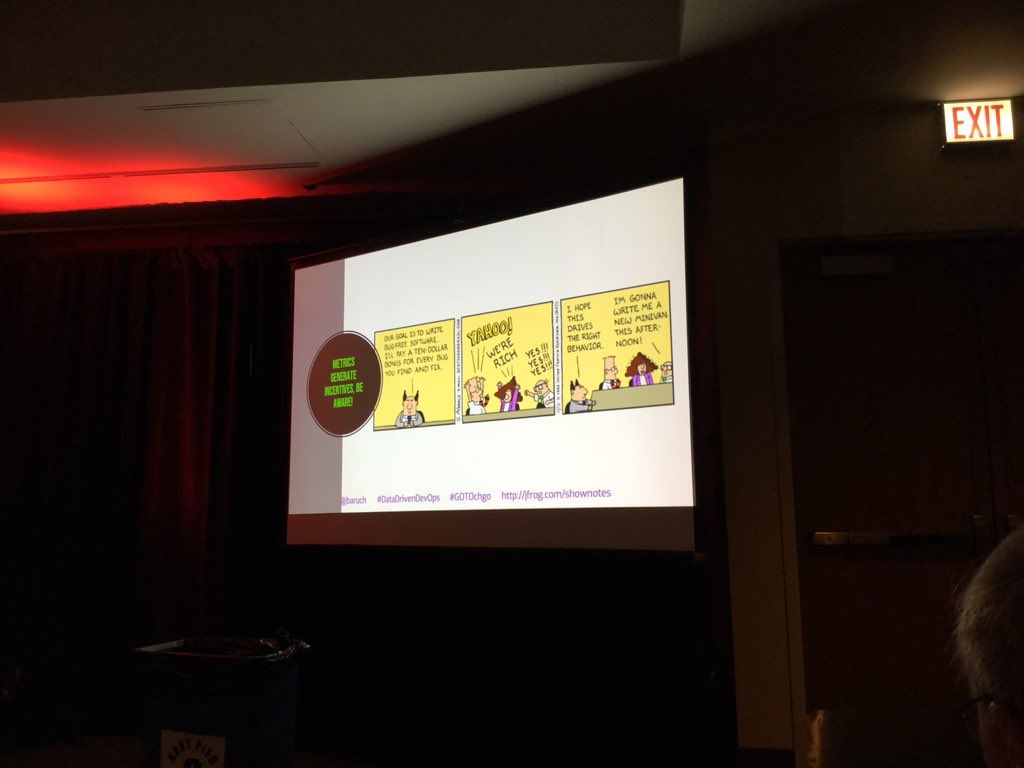 EXIT
METRICS
GENERATE
INCENTIVES, BE
AWARE!
OUR GOAL IS TO WRITE
BUG-FREE SOFTWARE.
I'LL PAY A TEN-DOLLAR
BONUS FOR EVERY BUG
YOU FIND AND FIX.
YAHOO!
WE'RE
RICH
YES!!!
YES!!!
YES!!!
I HOPE
THIS
DRIVES
THE RIGHT
BEHAVIOR.
I'M GONNA
WRITE ME A
NEW MINIVAN
THIS AFTER-
NOON!
@jbaruch #DataDrivenDevOps #GOTOchgo http://jfrog.com/shownotes